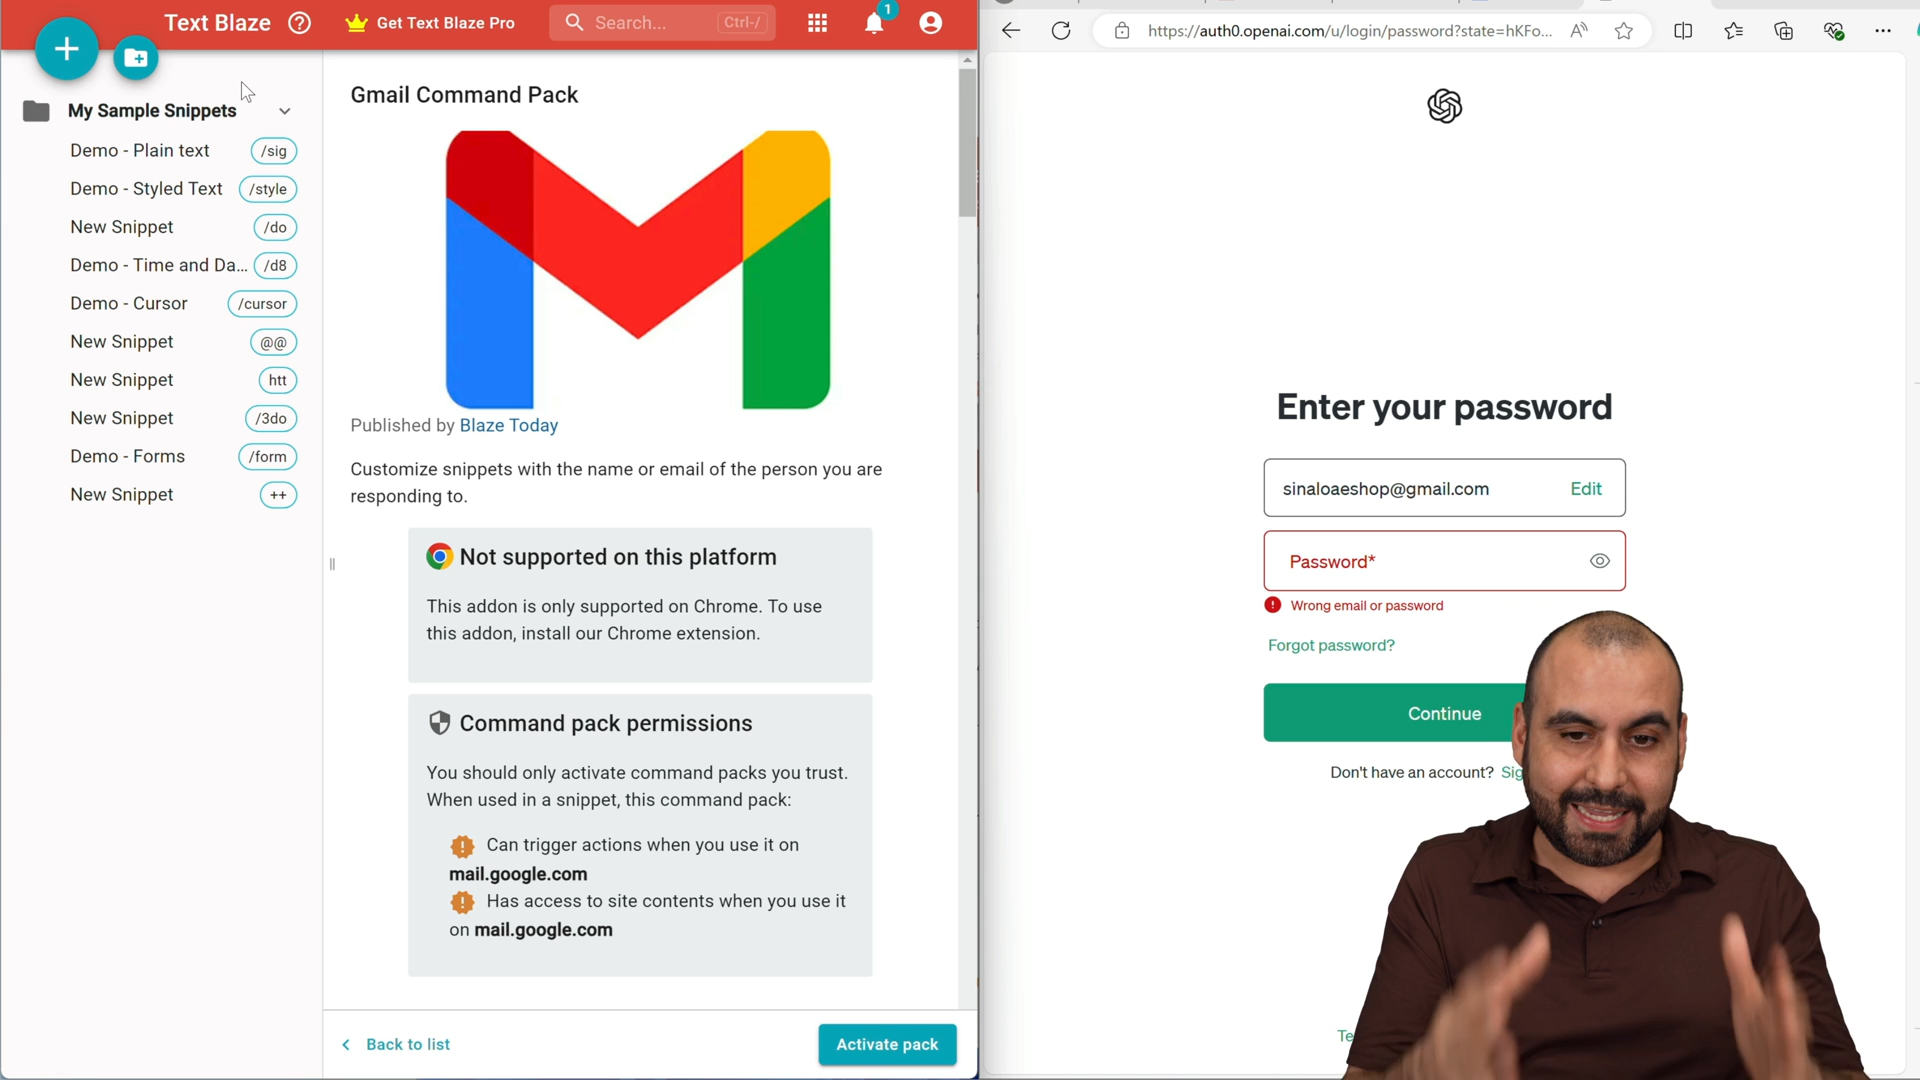 Text Blaze
Get Text Blaze Pro
Search...
Ctrl-/
1
My Sample Snippets
Demo - Plain text
/sig
Demo - Styled Text
/style
New Snippet
/do
Demo - Time and Da...
/d8
Demo - Cursor
/cursor
New Snippet
@@
New Snippet
htt
New Snippet
/3do
Demo - Forms
/form
New Snippet
++
Gmail Command Pack
Published by Blaze Today
Customize snippets with the name or email of the person you are
responding to.
Not supported on this platform
This addon is only supported on Chrome. To use
this addon, install our Chrome extension.
Command pack permissions
You should only activate command packs you trust.
When used in a snippet, this command pack:
Can trigger actions when you use it on
mail.google.com
Has access to site contents when you use it
on mail.google.com
Back to list
Activate pack
https://auth0.openai.com/u/login/password?state=hKFo...
Enter your password
sinaloaeshop@gmail.com
Edit
Password*
Wrong email or password
Forgot password?
Continue
Don't have an account? Sig
Te